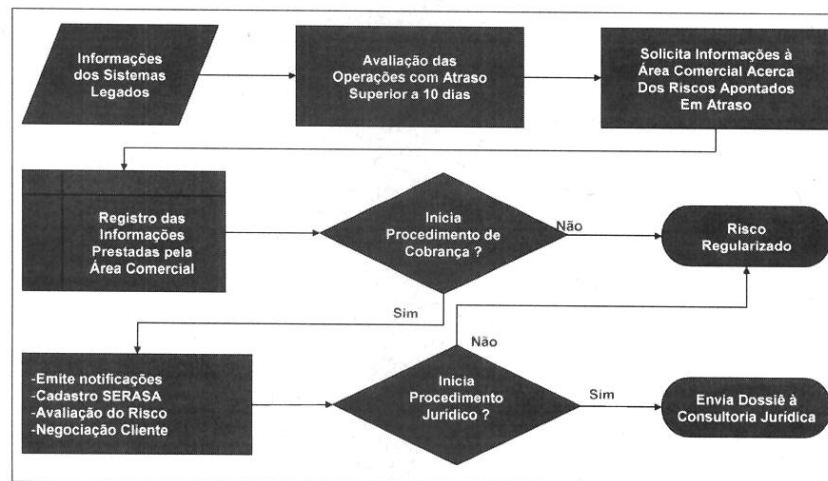 Informações
dos Sistemas
Legados
Avaliação das
Operações com Atraso
Superior a 10 dias
Solicita Informações à
Área Comercial Acerca
Dos Riscos Apontados
Em Atraso
Registro das
Informações
Prestadas pela
Área Comercial
Inicia
Procedimento de
Cobrança ?
Não
Risco
Regularizado
Sim
-Emite notificações
-Cadastro SERASA
-Avaliação do Risco
-Negociação Cliente
Inicia
Procedimento
Jurídico ?
Não
Sim
Envia Dossiê à
Consultoria Jurídica